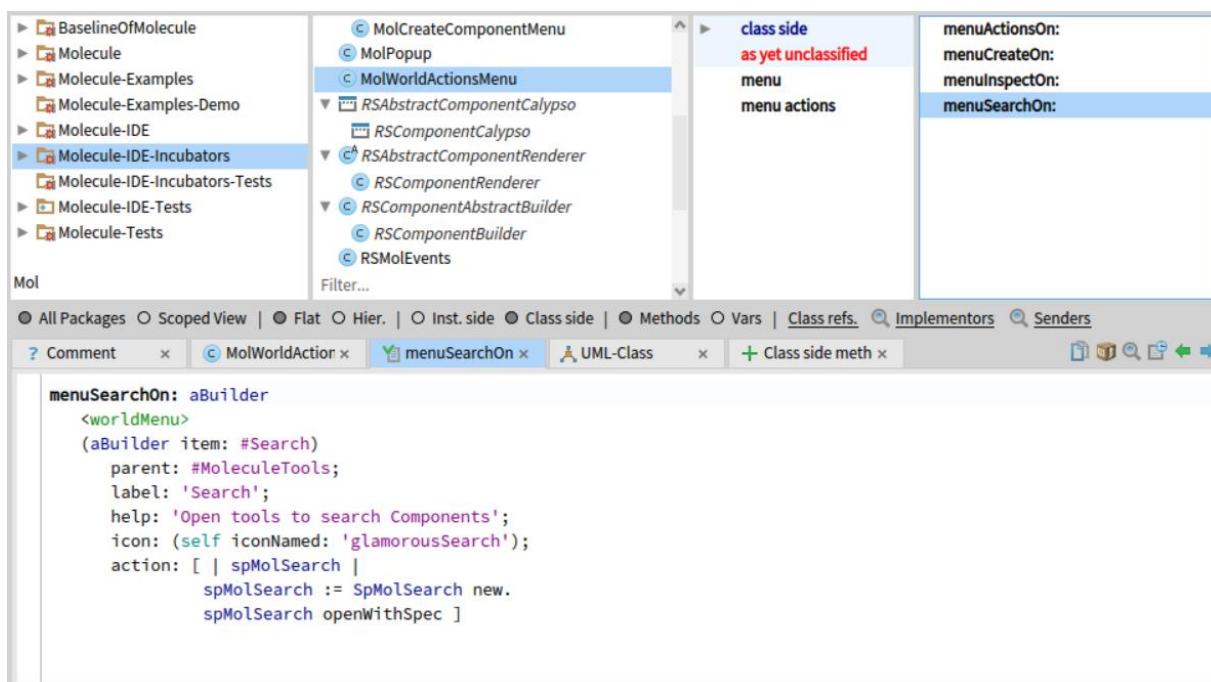 BaselineOfMolecule
Molecule
Molecule-Examples
Molecule-Examples-Demo
Molecule-IDE
Molecule-IDE-Incubators
Molecule-IDE-Incubators-Tests
Molecule-IDE-Tests
Molecule-Tests
Mol
MolCreateComponentMenu
MolPopup
MolWorldActionsMenu
RSAbstractComponentCalypso
RSComponentCalypso
RSAbstractComponentRenderer
RSComponentRenderer
RSComponentAbstractBuilder
RSComponentBuilder
RSMolEvents
Filter...
class side
as yet unclassified
menu
menu actions
menuActionsOn:
menuCreateOn:
menuInspectOn:
menuSearchOn:
All Packages Scoped View | Flat Hier. | Inst. side Class side | Methods Vars | Class refs. Implementors Senders
? Comment × MolWorldAction × menuSearchOn × UML-Class × + Class side meth ×
menuSearchOn: aBuilder
<worldMenu>
(aBuilder item: #Search)
parent: #MoleculeTools;
label: 'Search';
help: 'Open tools to search Components';
icon: (self iconNamed: 'glamorousSearch');
action: [ | spMolSearch |
spMolSearch := SpMolSearch new.
spMolSearch openWithSpec ]